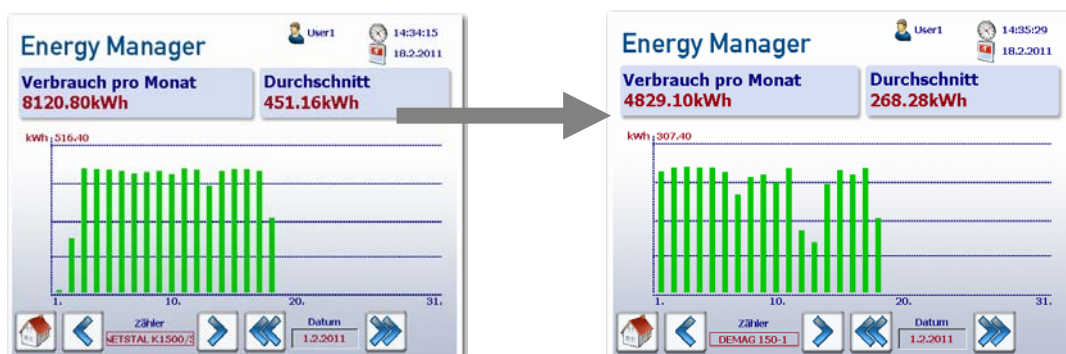 User1 14:34:15
Energy Manager 18.2.2011
Verbrauch pro Monat Durchschnitt
8120.80kWh 451.16kWh
kWh 516.40
1. 10. 20. 31.
Zähler Datum
NETSTAL K1500/3 1.2.2011
User1 14:35:29
Energy Manager 18.2.2011
Verbrauch pro Monat Durchschnitt
4829.10kWh 268.28kWh
kWh 307.40
1. 10. 20. 31.
Zähler Datum
DEMAG 150-1 1.2.2011